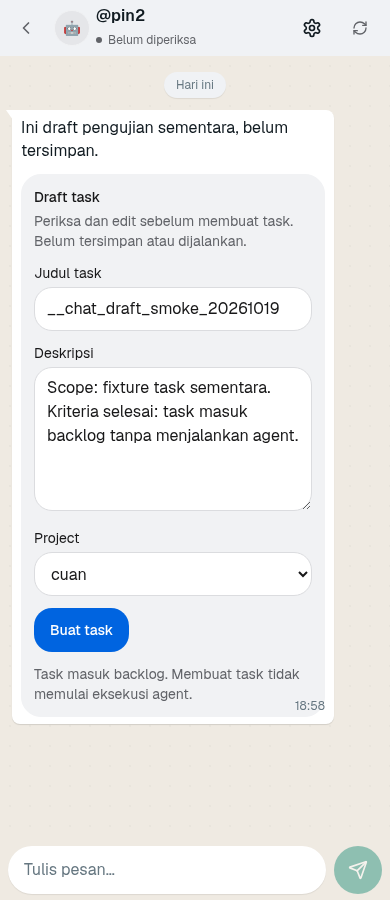 @pin2
Belum diperiksa
Hari ini
Ini draft pengujian sementara, belum
tersimpan.
Draft task
Periksa dan edit sebelum membuat task.
Belum tersimpan atau dijalankan.
Judul task
__chat_draft_smoke_20261019
Deskripsi
Scope: fixture task sementara.
Kriteria selesai: task masuk
backlog tanpa menjalankan agent.
Project
cuan
Buat task
Task masuk backlog. Membuat task tidak
memulai eksekusi agent.
18:58
Tulis pesan...